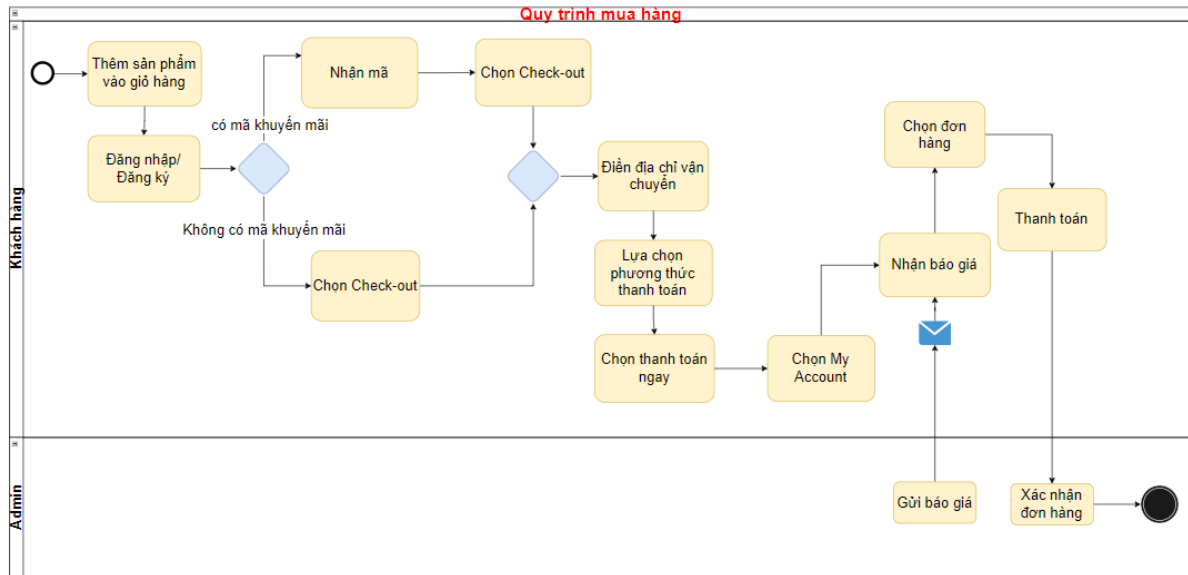 Quy trình mua hàng
Khách hàng
Thêm sản phẩm
vào giỏ hàng
Đăng nhập/
Đăng ký
có mã khuyến mãi
Không có mã khuyến mãi
Nhận mã
Chọn Check-out
Chọn Check-out
Điền địa chỉ vận
chuyển
Lựa chọn
phương thức
thanh toán
Chọn thanh toán
ngay
Chọn My
Account
Nhận báo giá
Chọn đơn
hàng
Thanh toán
Admin
Gửi báo giá
Xác nhận
đơn hàng